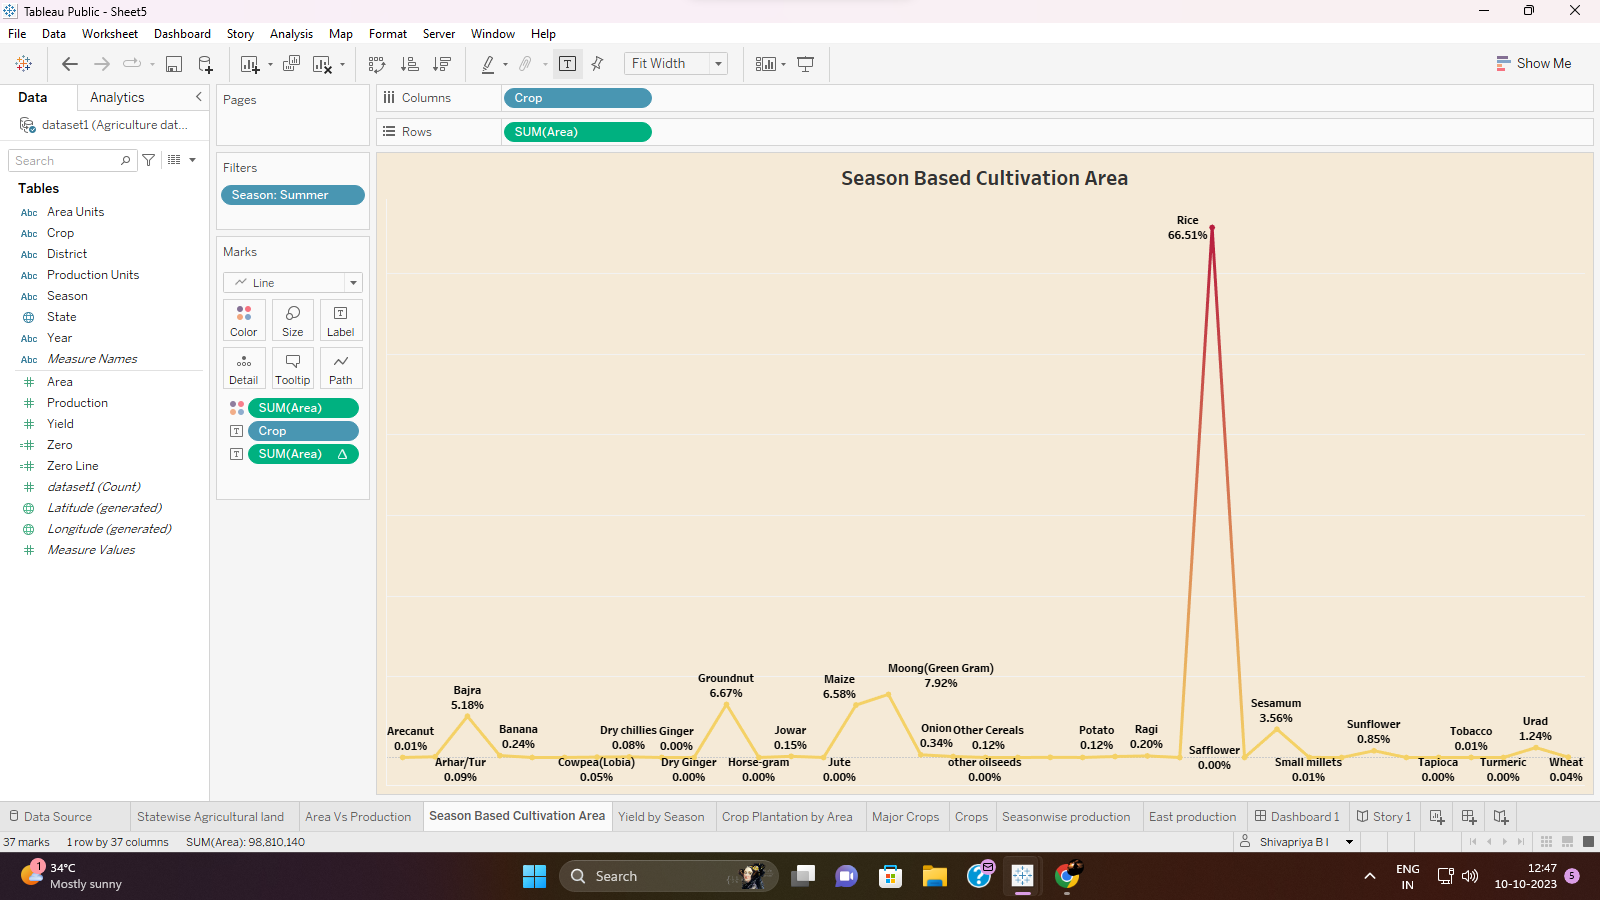 Tableau Public - Sheet5
File Data Worksheet Dashboard Story Analysis Map Format Server Window Help
Fit Width
Show Me
Data Analytics
dataset1 (Agriculture dat...
Search
Tables
Abc Area Units
Abc Crop
Abc District
Abc Production Units
Abc Season
State
Abc Year
Abc Measure Names
Area
Production
Yield
Zero
Zero Line
dataset1 (Count)
Latitude (generated)
Longitude (generated)
Measure Values
Pages
Filters
Season: Summer
Marks
Line
Color Size Label
Detail Tooltip Path
SUM(Area)
Crop
SUM(Area) Δ
Columns Crop
Rows SUM(Area)
Season Based Cultivation Area
Rice
66.51%
Moong(Green Gram)
7.92%
Groundnut
6.67%
Maize
6.58%
Bajra
5.18%
Sesamum
3.56%
Sunflower
0.85%
Urad
1.24%
Arecanut
0.01%
Banana
0.24%
Dry chillies
0.08%
Ginger
0.00%
Jowar
0.15%
Onion
0.34%
Other Cereals
0.12%
Potato
0.12%
Ragi
0.20%
Safflower
0.00%
Tobacco
0.01%
Arhar/Tur
0.09%
Cowpea(Lobia)
0.05%
Dry Ginger
0.00%
Horse-gram
0.00%
Jute
0.00%
other oilseeds
0.00%
Small millets
0.01%
Tapioca
0.00%
Turmeric
0.00%
Wheat
0.04%
Data Source Statewise Agricultural land Area Vs Production Season Based Cultivation Area Yield by Season Crop Plantation by Area Major Crops Crops Seasonwise production East production Dashboard 1 Story 1
37 marks 1 row by 37 columns SUM(Area): 98,810,140 Shivapriya B I
1
34°C
Mostly sunny
Search
ENG
IN
12:47
10-10-2023
5